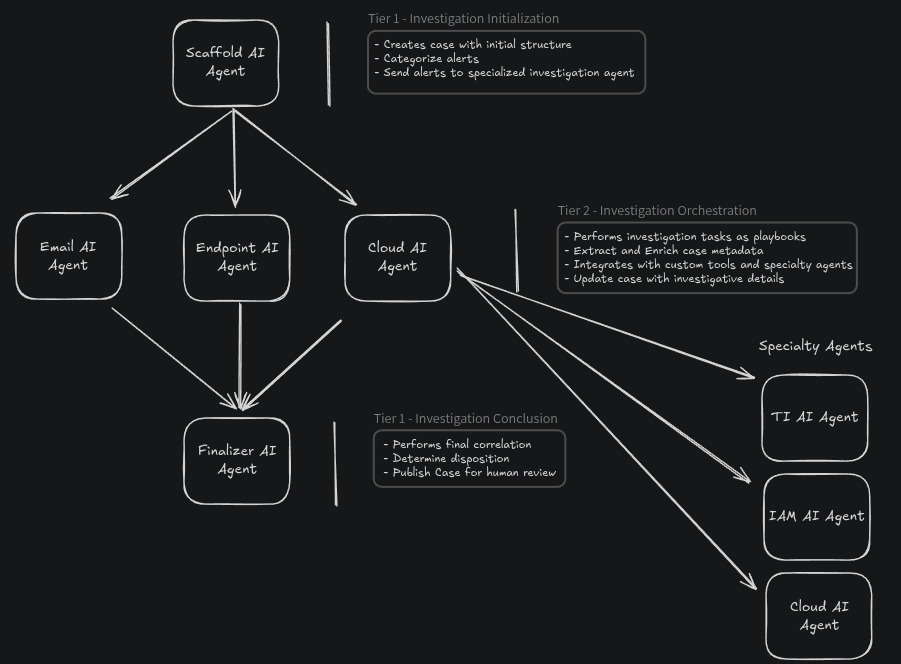 Tier 1 - Investigation Initialization
Scaffold AI
Agent
- Creates case with initial structure
- Categorize alerts
- Send alerts to specialized investigation agent
Tier 2 - Investigation Orchestration
Email AI
Agent
Endpoint AI
Agent
Cloud AI
Agent
- Performs investigation tasks as playbooks
- Extract and Enrich case metadata
- Integrates with custom tools and specialty agents
- Update case with investigative details
Specialty Agents
TI AI Agent
Tier 1 - Investigation Conclusion
Finalizer AI
Agent
- Performs final correlation
- Determine disposition
- Publish Case for human review
IAM AI Agent
Cloud AI
Agent